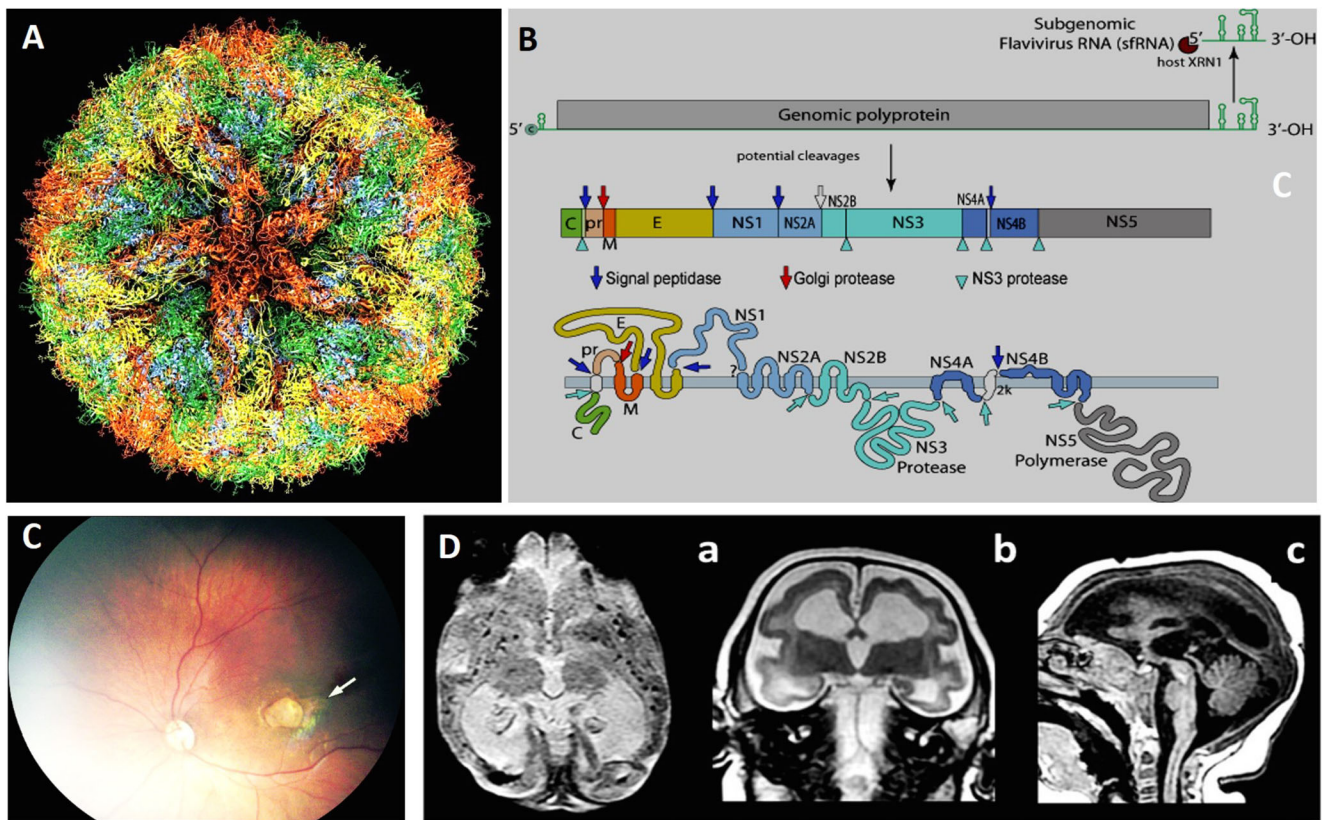 A
B
Subgenomic
Flavivirus RNA (sfRNA)
5′
3′-OH
host XRN1
Genomic polyprotein
5′
C
3′-OH
potential cleavages
C
NS2B
NS4A
C
pr
E
NS1
NS2A
NS3
NS4B
NS5
M
Signal peptidase
Golgi protease
NS3 protease
NS1
E
pr
NS2A
NS2B
NS4A
NS4B
?
2k
M
C
NS3
Protease
NS5
Polymerase
C
D
a
b
c